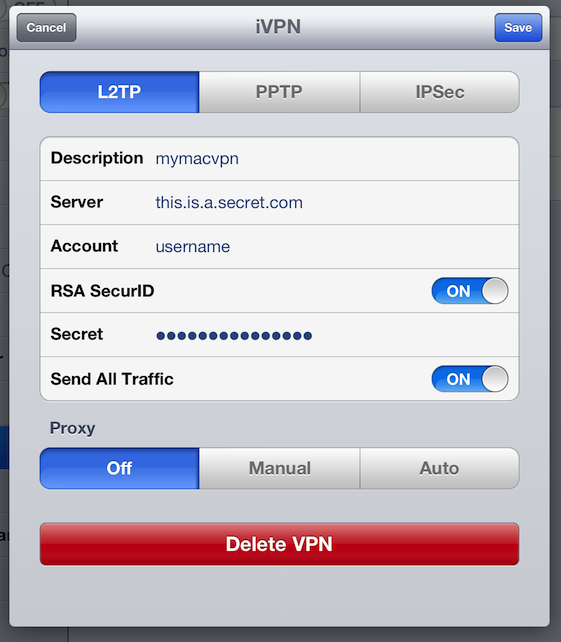 Cancel
iVPN
Save
L2TP
PPTP
IPSec
Description mymacvpn
Server this.is.a.secret.com
Account username
RSA SecurID ON
Secret ●●●●●●●●●●●●●●●
Send All Traffic ON
Proxy
Off
Manual
Auto
Delete VPN